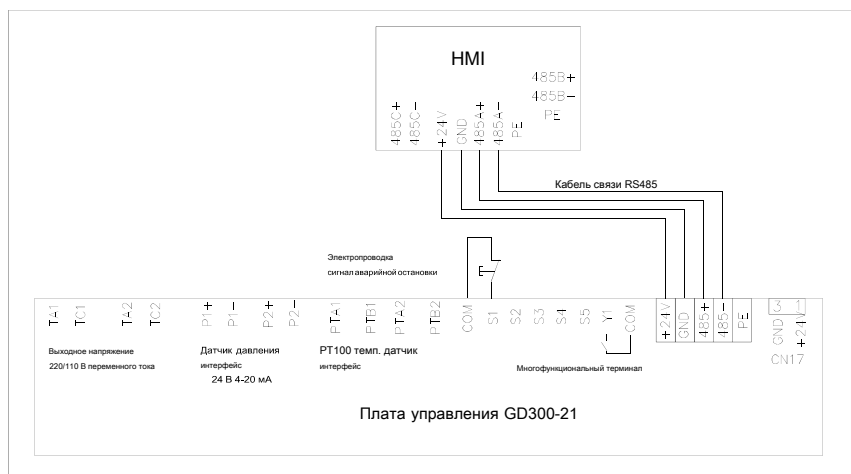 HMI
485B+
485B-
PE
485C+
485C-
+24V
GND
485A+
485A-
PE
Кабель связи RS485
Электропроводка
сигнал аварийной остановки
TA1
TC1
TA2
TC2
P1+
P1-
P2+
P2-
PTA1
PTB1
PTA2
PTB2
COM
S1
S2
S3
S4
S5
Y1
COM
+24V
GND
485+
485-
PE
3 1
GND
+24V
CN17
Выходное напряжение
220/110 В переменного тока
Датчик давления
интерфейс
24 В 4-20 мА
PT100 темп. датчик
интерфейс
Многофункциональный терминал
Плата управления GD300-21